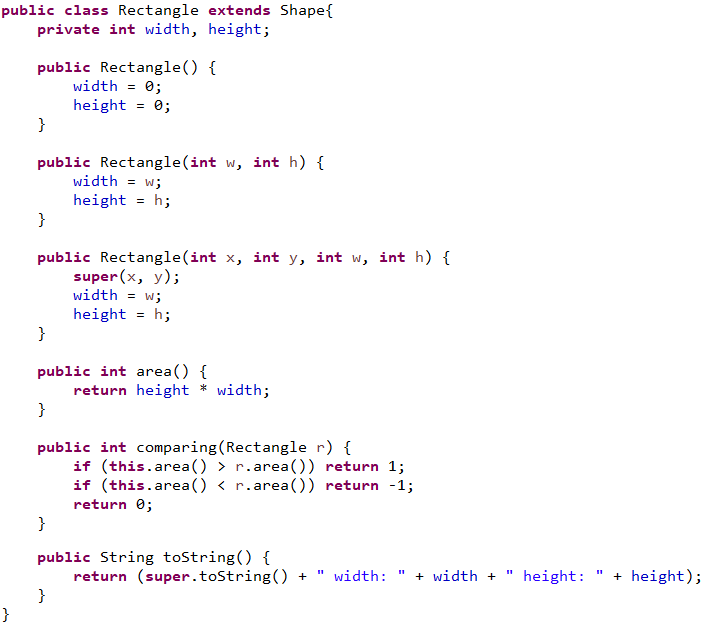 public class Rectangle extends Shape{
    private int width, height;

    public Rectangle() {
        width = 0;
        height = 0;
    }

    public Rectangle(int w, int h) {
        width = w;
        height = h;
    }

    public Rectangle(int x, int y, int w, int h) {
        super(x, y);
        width = w;
        height = h;
    }

    public int area() {
        return height * width;
    }

    public int comparing(Rectangle r) {
        if (this.area() > r.area()) return 1;
        if (this.area() < r.area()) return -1;
        return 0;
    }

    public String toString() {
        return (super.toString() + " width: " + width + " height: " + height);
    }
}